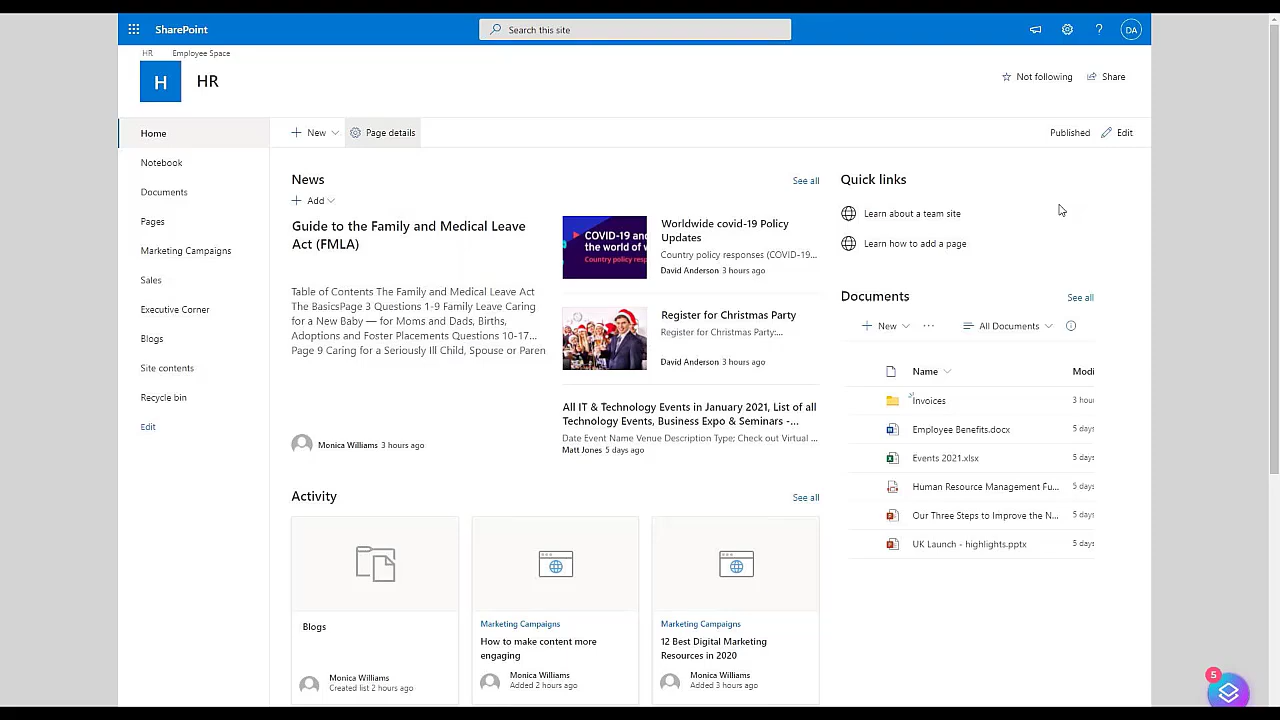 SharePoint
Search this site
DA
HR Employee Space
H
HR
Not following
Share
Home
Notebook
Documents
Pages
Marketing Campaigns
Sales
Executive Corner
Blogs
Site contents
Recycle bin
Edit
New
Page details
Published
Edit
News
See all
Add
Guide to the Family and Medical Leave
Act (FMLA)
Table of Contents The Family and Medical Leave Act
The BasicsPage 3 Questions 1-9 Family Leave Caring
for a New Baby — for Moms and Dads, Births,
Adoptions and Foster Placements Questions 10-17...
Page 9 Caring for a Seriously Ill Child, Spouse or Paren
Monica Williams 3 hours ago
COVID-19 and
the world of w
Country policy resp
Worldwide covid-19 Policy
Updates
Country policy responses (COVID-19...
David Anderson 3 hours ago
Register for Christmas Party
Register for Christmas Party:...
David Anderson 3 hours ago
All IT & Technology Events in January 2021, List of all
Technology Events, Business Expo & Seminars -...
Date Event Name Venue Description Type; Check out Virtual ...
Matt Jones 5 days ago
Activity
See all
Blogs
Monica Williams
Created list 2 hours ago
Marketing Campaigns
How to make content more
engaging
Monica Williams
Added 2 hours ago
Marketing Campaigns
12 Best Digital Marketing
Resources in 2020
Monica Williams
Added 3 hours ago
Quick links
Learn about a team site
Learn how to add a page
Documents
See all
New
...
All Documents
Name
Modi
Invoices
3 hour
Employee Benefits.docx
5 days
Events 2021.xlsx
5 days
Human Resource Management Fu...
5 days
Our Three Steps to Improve the N...
5 days
UK Launch - highlights.pptx
5 days
5